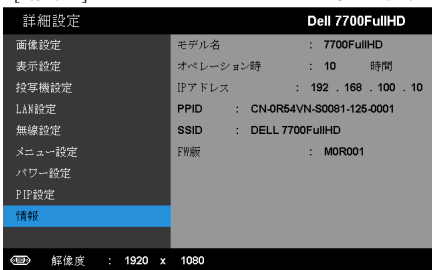 詳細設定 Dell 7700FullHD
画像設定
表示設定
投写機設定
LAN設定
無線設定
メニュー設定
パワー設定
PIP設定
情報
モデル名 : 7700FullHD
オペレーション時 : 10 時間
IPアドレス : 192 . 168 . 100 . 10
PPID : CN-0R54VN-S0081-125-0001
SSID : DELL 7700FullHD
FW版 : M0R001
解像度 : 1920 x 1080